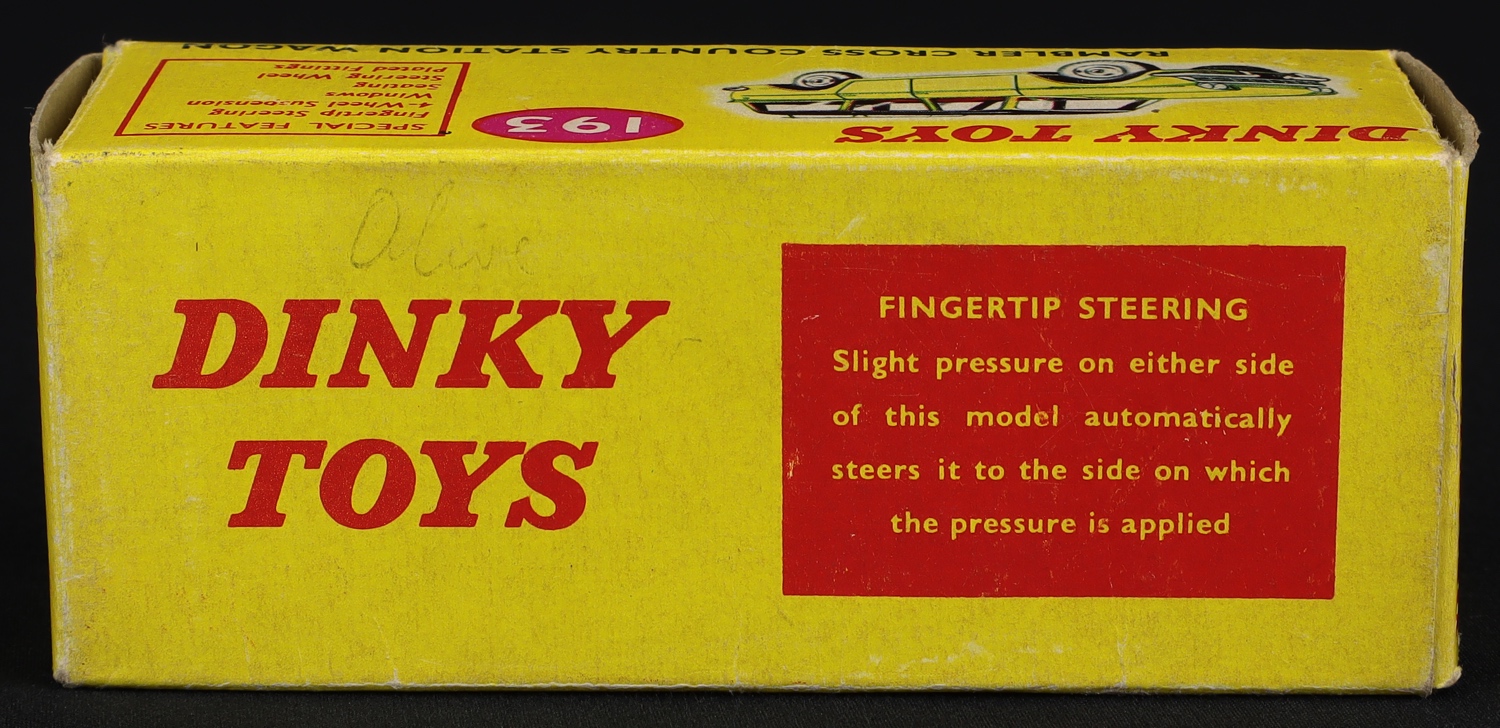 RAMBLER CROSS COUNTRY STATION WAGON
DINKY TOYS
193
SPECIAL FEATURES
Fingertip Steering
4-Wheel Suspension
Windows
Seating
Steering Wheel
Plated Fittings
Olive
DINKY
TOYS
FINGERTIP STEERING
Slight pressure on either side
of this model automatically
steers it to the side on which
the pressure is applied